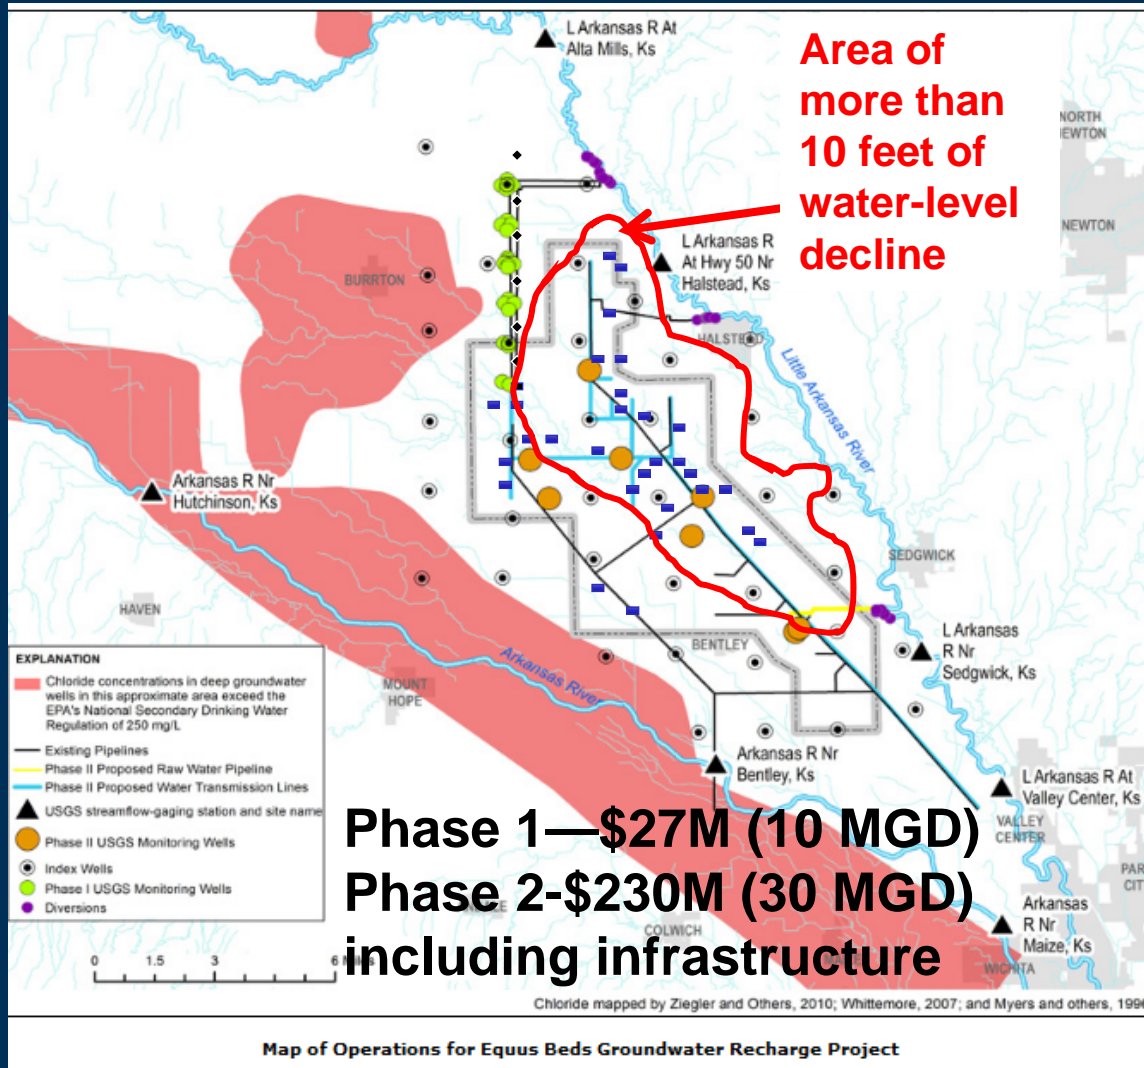 L Arkansas R At
Alta Mills, Ks
Area of
more than
10 feet of
water-level
decline
NORTH
NEWTON
NEWTON
L Arkansas R
At Hwy 50 Nr
Halstead, Ks
BURRTON
HALSTEAD
Little Arkansas River
Arkansas R Nr
Hutchinson, Ks
SEDGWICK
HAVEN
L Arkansas
R Nr
Sedgwick, Ks
BENTLEY
Arkansas River
MOUNT
HOPE
Arkansas R Nr
Bentley, Ks
L Arkansas R At
Valley Center, Ks
VALLEY
CENTER
PAR
CIT
EXPLANATION
Chloride concentrations in deep groundwater
wells in this approximate area exceed the
EPA's National Secondary Drinking Water
Regulation of 250 mg/L
Existing Pipelines
Phase II Proposed Raw Water Pipeline
Phase II Proposed Water Transmission Lines
USGS streamflow-gaging station and site name
Phase II USGS Monitoring Wells
Index Wells
Phase I USGS Monitoring Wells
Diversions
Phase 1—$27M (10 MGD)
Phase 2-$230M (30 MGD)
including infrastructure
COLWICH
Arkansas
R Nr
Maize, Ks
WICHITA
0 1.5 3 6
Chloride mapped by Ziegler and Others, 2010; Whittemore, 2007; and Myers and others, 1996
Map of Operations for Equus Beds Groundwater Recharge Project